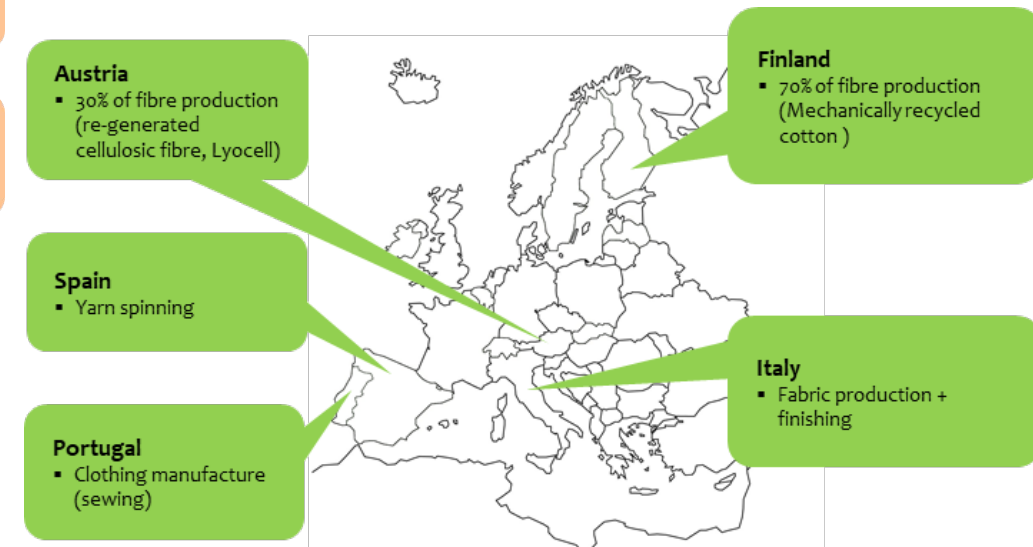 Austria
▪ 30% of fibre production
(re-generated
cellulosic fibre, Lyocell)
Finland
▪ 70% of fibre production
(Mechanically recycled
cotton )
Spain
▪ Yarn spinning
Italy
▪ Fabric production +
finishing
Portugal
▪ Clothing manufacture
(sewing)